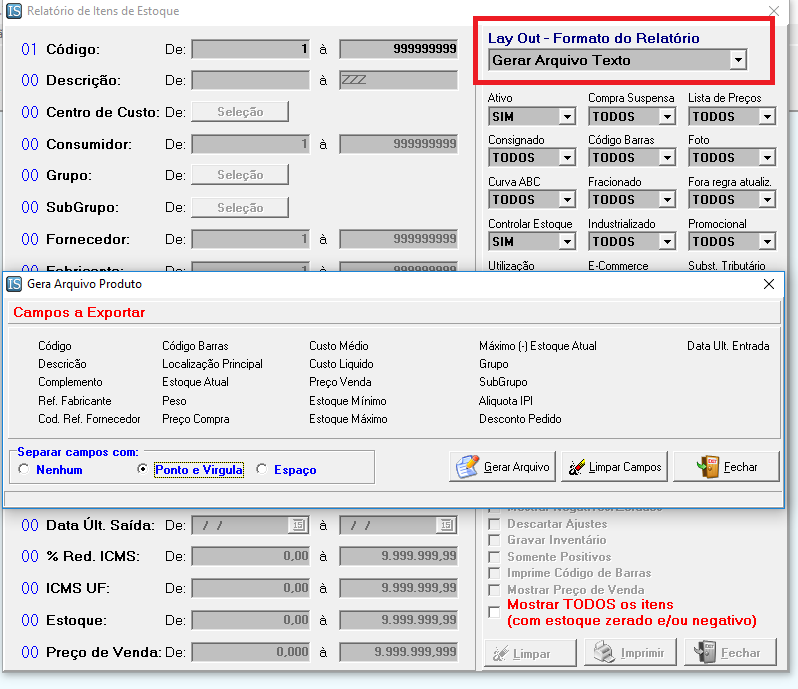 IS Relatório de Itens de Estoque
01 Código: De: 1 à 999999999
00 Descrição: De: à ZZZ
00 Centro de Custo: De: Seleção
00 Consumidor: De: 1 à 999999999
00 Grupo: De: Seleção
00 SubGrupo: De: Seleção
00 Fornecedor: De: 1 à 999999999
00 Fabricante: De: 1 à 999999999
Lay Out - Formato do Relatório
Gerar Arquivo Texto
Ativo Compra Suspensa Lista de Preços
SIM TODOS TODOS
Consignado Código Barras Foto
TODOS TODOS TODOS
Curva ABC Fracionado Fora regra atualiz.
TODOS TODOS TODOS
Controlar Estoque Industrializado Promocional
SIM TODOS TODOS
Utilização E-Commerce Subst. Tributário
IS Gera Arquivo Produto
Campos a Exportar
Código Código Barras Custo Médio Máximo (-) Estoque Atual Data Ult. Entrada
Descricão Localização Principal Custo Liquido Grupo
Complemento Estoque Atual Preço Venda SubGrupo
Ref. Fabricante Peso Estoque Mínimo Aliquota IPI
Cod. Ref. Fornecedor Preço Compra Estoque Máximo Desconto Pedido
Separar campos com:
Nenhum Ponto e Virgula Espaço
Gerar Arquivo Limpar Campos Fechar
00 Data Últ. Saída: De: / / 15 à / / 15
00 % Red. ICMS: De: 0,00 à 9.999.999,99
00 ICMS UF: De: 0,00 à 9.999.999,99
00 Estoque: De: 0,00 à 9.999.999,99
00 Preço de Venda: De: 0,000 à 9.999.999,999
Mostrar Negativos/Zerados
Descartar Ajustes
Gravar Inventário
Somente Positivos
Imprime Código de Barras
Mostrar Preço de Venda
Mostrar TODOS os itens
(com estoque zerado e/ou negativo)
Limpar Imprimir Fechar